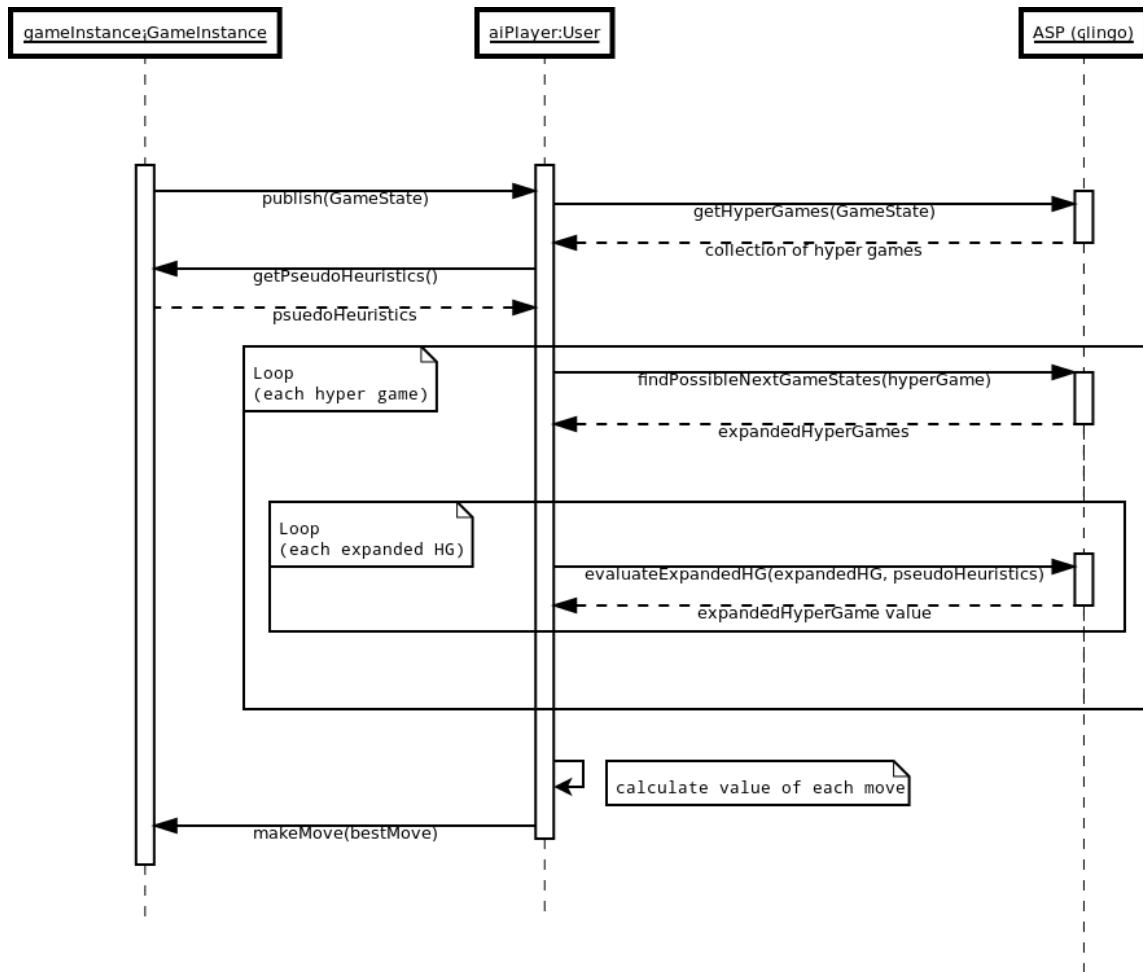 gameInstance:GameInstance
aiPlayer:User
ASP (clingo)
publish(GameState)
getHyperGames(GameState)
collection of hyper games
getPseudoHeuristics()
psuedoHeuristics
Loop
(each hyper game)
findPossibleNextGameStates(hyperGame)
expandedHyperGames
Loop
(each expanded HG)
evaluateExpandedHG(expandedHG, pseudoHeuristics)
expandedHyperGame value
calculate value of each move
makeMove(bestMove)